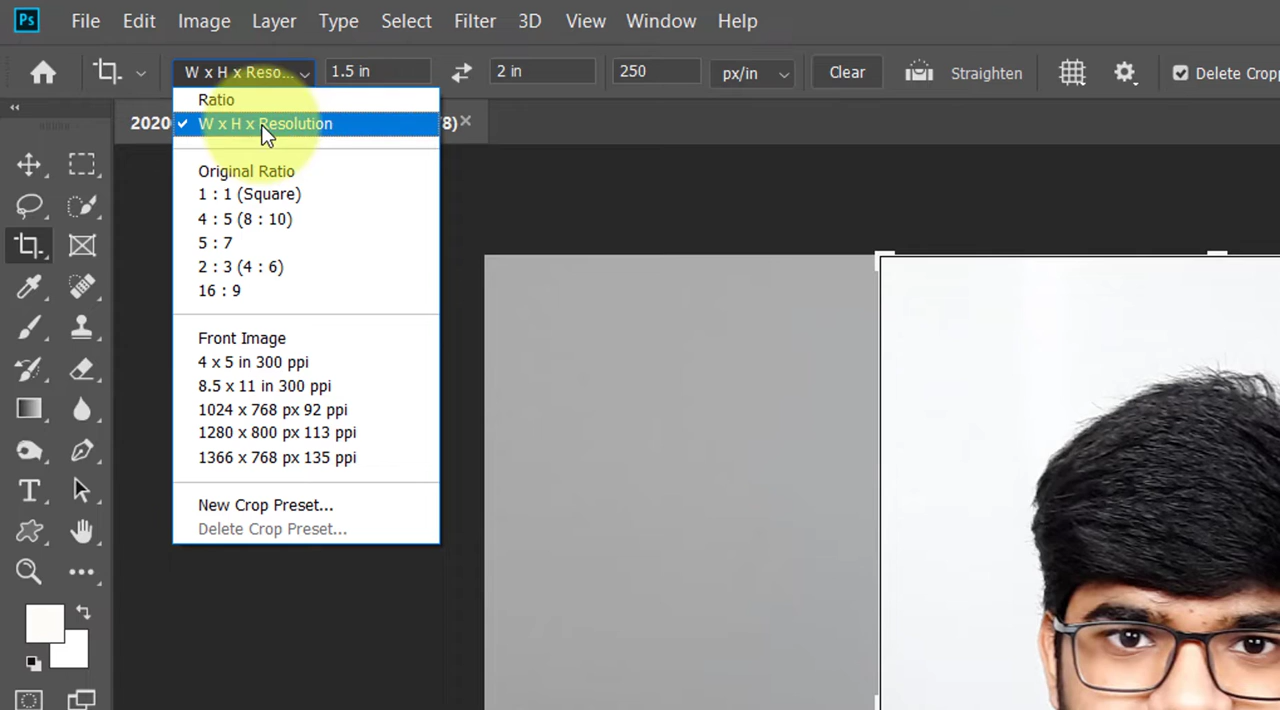 Ps File Edit Image Layer Type Select Filter 3D View Window Help
W x H x Reso... 1.5 in 2 in 250 px/in Clear Straighten Delete Cropp
2020 /8)
Ratio
W x H x Resolution
Original Ratio
1 : 1 (Square)
4 : 5 (8 : 10)
5 : 7
2 : 3 (4 : 6)
16 : 9
Front Image
4 x 5 in 300 ppi
8.5 x 11 in 300 ppi
1024 x 768 px 92 ppi
1280 x 800 px 113 ppi
1366 x 768 px 135 ppi
New Crop Preset...
Delete Crop Preset...